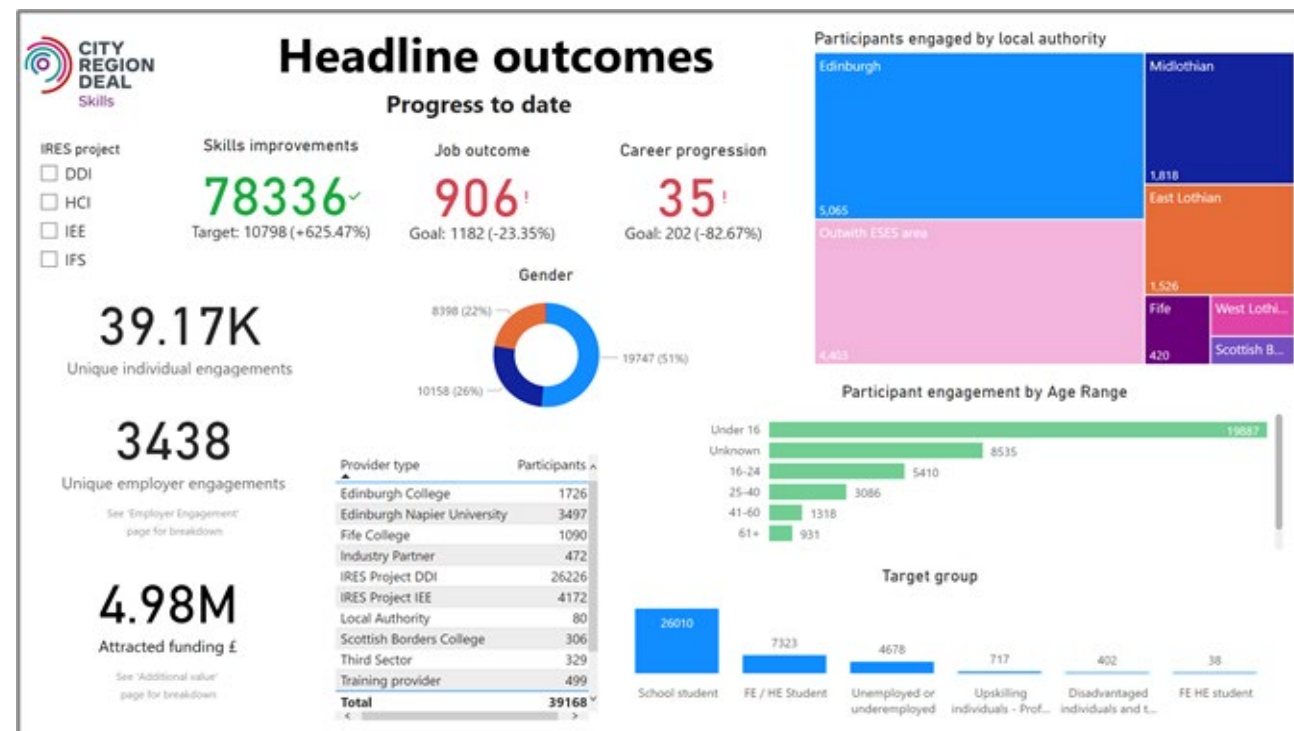 CITY
REGION
DEAL
Skills
Headline outcomes
Progress to date
IRES project
DDI
HCI
IEE
IFS
Skills improvements
78336
Target: 10798 (+625.47%)
Job outcome
906!
Goal: 1182 (-23.35%)
Career progression
35!
Goal: 202 (-82.67%)
39.17K
Unique individual engagements
3438
Unique employer engagements
See 'Employer Engagement'
page for breakdown
4.98M
Attracted funding £
See 'Additional value'
page for breakdown
Gender
8398 (22%)
19747 (51%)
10158 (26%)
Provider type Participants
Edinburgh College 1726
Edinburgh Napier University 3497
Fife College 1090
Industry Partner 472
IRES Project DDI 26226
IRES Project IEE 4172
Local Authority 80
Scottish Borders College 306
Third Sector 329
Training provider 499
Total 39168
Participants engaged by local authority
Edinburgh
5,065
Outwith ESES area
4,403
Midlothian
1,818
East Lothian
1,526
Fife
420
West Lothi...
Scottish B...
Participant engagement by Age Range
Under 16 19887
Unknown 8535
16-24 5410
25-40 3086
41-60 1318
61+ 931
Target group
26010
School student
7323
FE / HE Student
4678
Unemployed or
underemployed
717
Upskilling
individuals - Prof...
402
Disadvantaged
individuals and t...
38
FE HE student